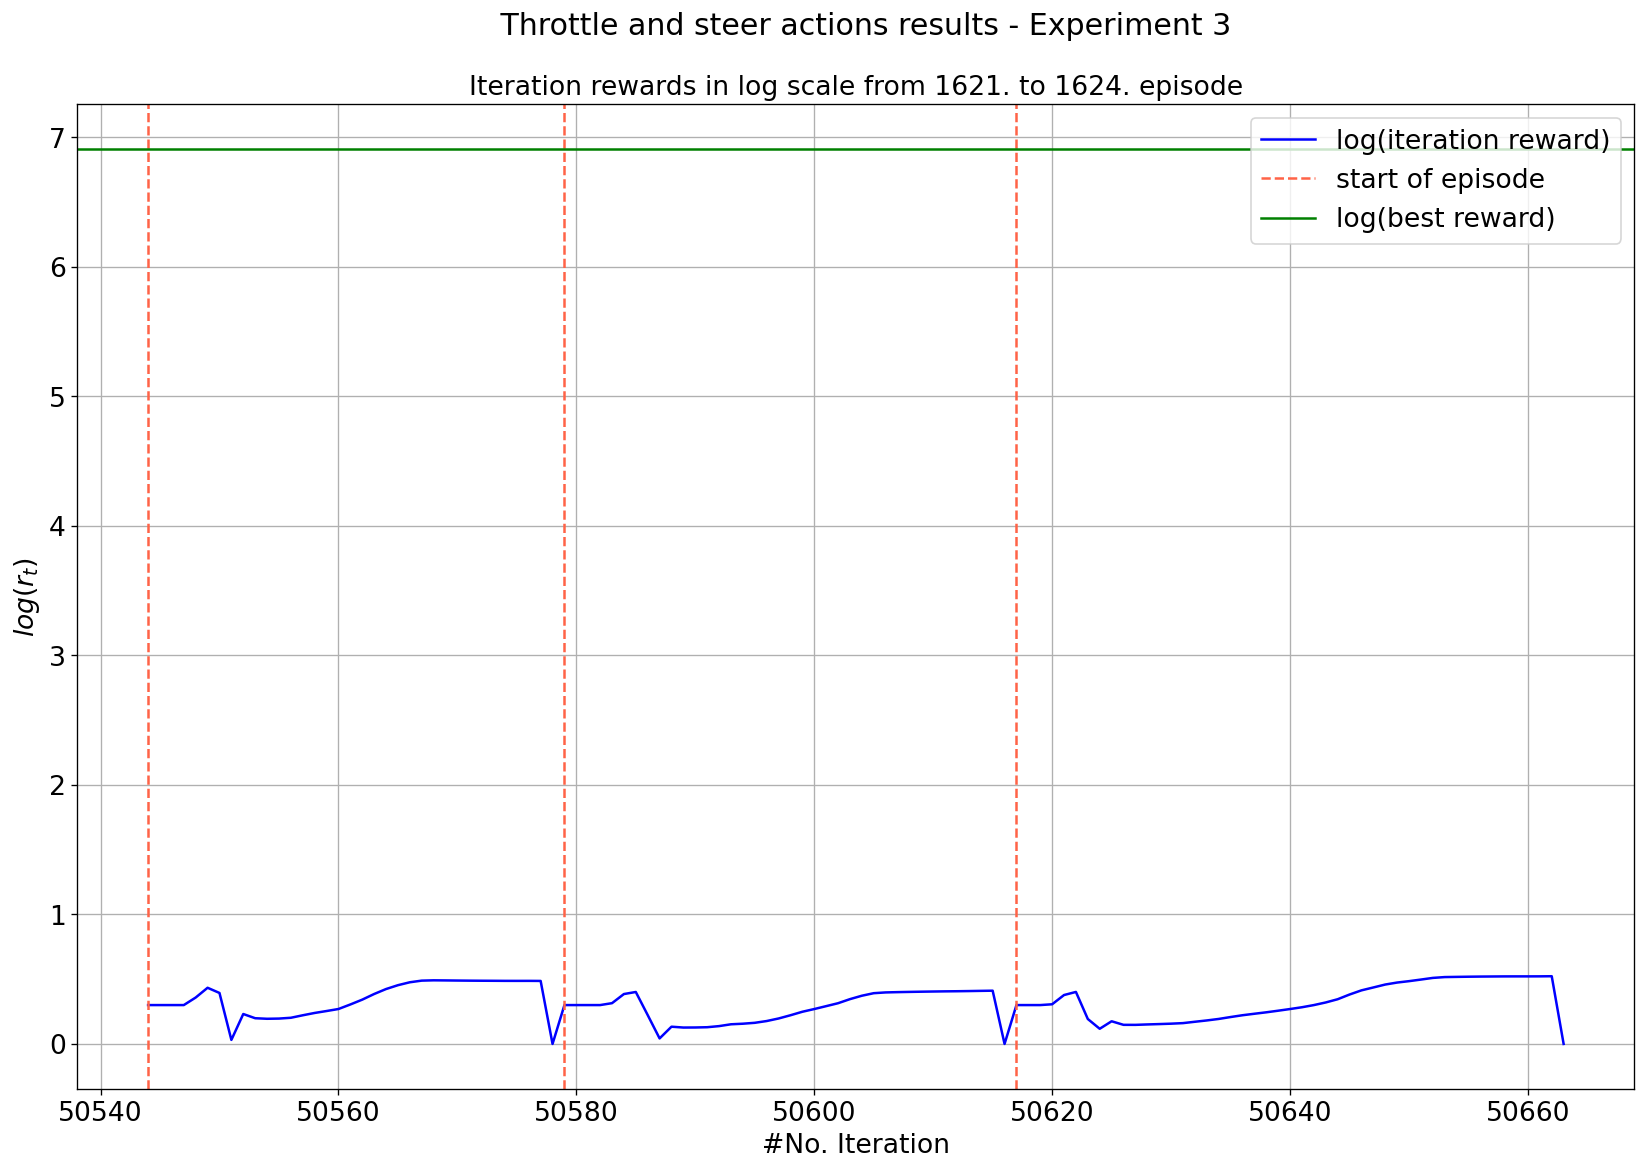 Throttle and steer actions results - Experiment 3
Iteration rewards in log scale from 1621. to 1624. episode
log(iteration reward)
start of episode
log(best reward)
log(r_t)
7
6
5
4
3
2
1
0
50540 50560 50580 50600 50620 50640 50660
#No. Iteration